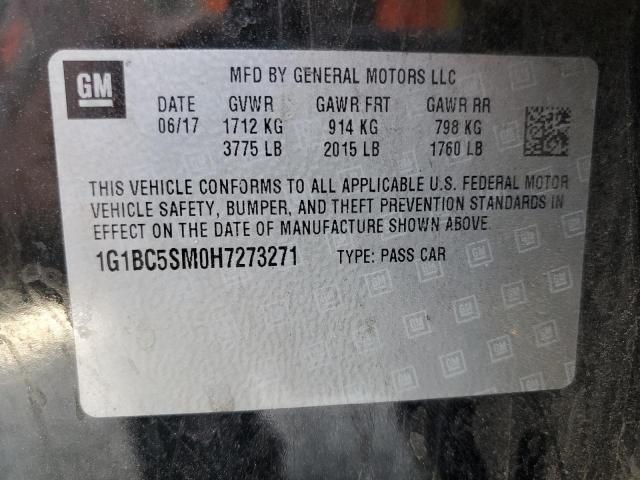 GM
MFD BY GENERAL MOTORS LLC
DATE GVWR GAWR FRT GAWR RR
06/17 1712 KG 914 KG 798 KG
3775 LB 2015 LB 1760 LB
THIS VEHICLE CONFORMS TO ALL APPLICABLE U.S. FEDERAL MOTOR
VEHICLE SAFETY, BUMPER, AND THEFT PREVENTION STANDARDS IN
EFFECT ON THE DATE OF MANUFACTURE SHOWN ABOVE.
1G1BC5SM0H7273271 TYPE: PASS CAR